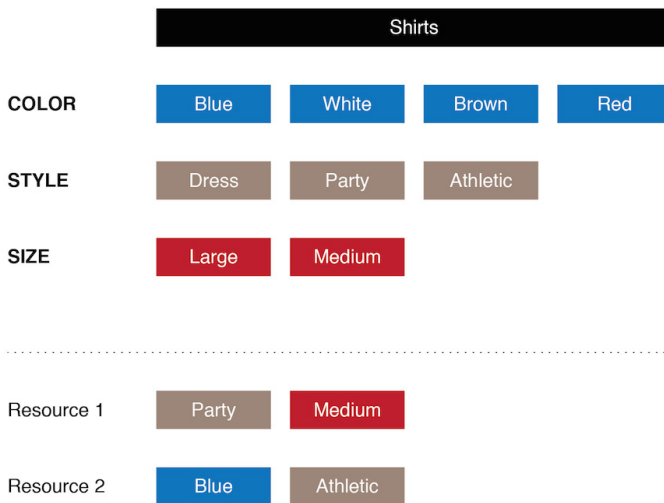 Shirts
COLOR Blue White Brown Red
STYLE Dress Party Athletic
SIZE Large Medium
Resource 1 Party Medium
Resource 2 Blue Athletic